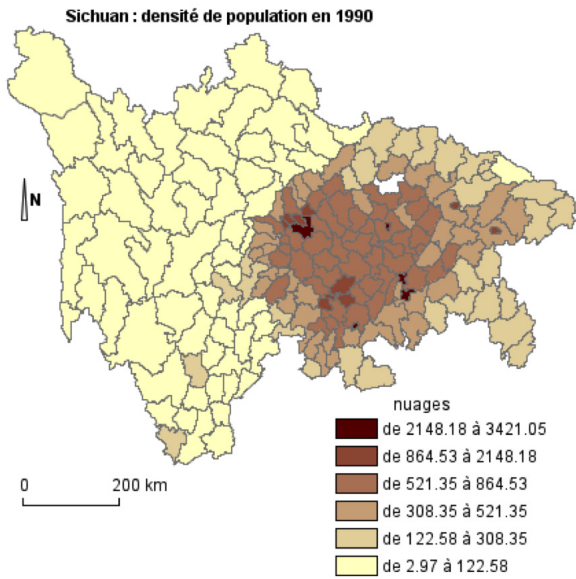 Sichuan : densité de population en 1990
N
nuages
de 2148.18 à 3421.05
de 864.53 à 2148.18
de 521.35 à 864.53
de 308.35 à 521.35
de 122.58 à 308.35
de 2.97 à 122.58
0 200 km